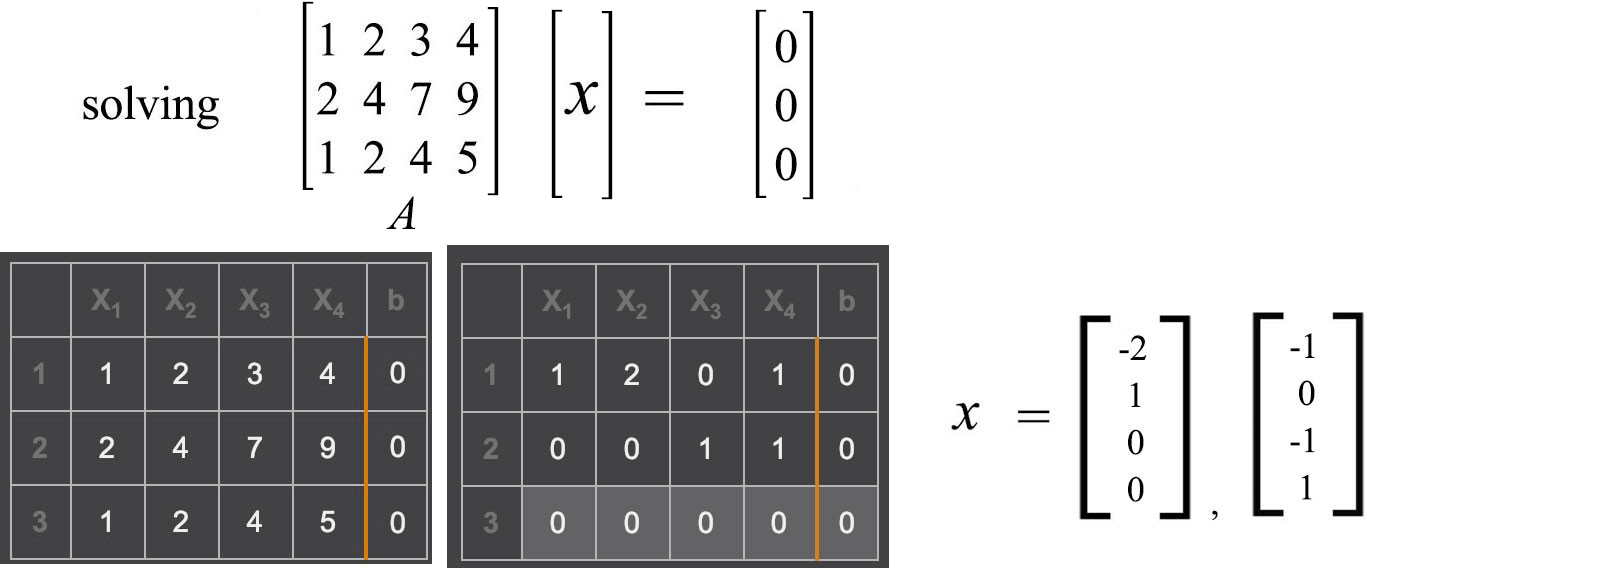 solving [1 2 3 4] [x] = [0]
2 4 7 9 0
1 2 4 5 0
A
X1 X2 X3 X4 b
1 1 2 3 4 0
2 2 4 7 9 0
3 1 2 4 5 0
X1 X2 X3 X4 b
1 1 2 0 1 0
2 0 0 1 1 0
3 0 0 0 0 0
x = [-2 1 0 0] , [-1 0 -1 1]